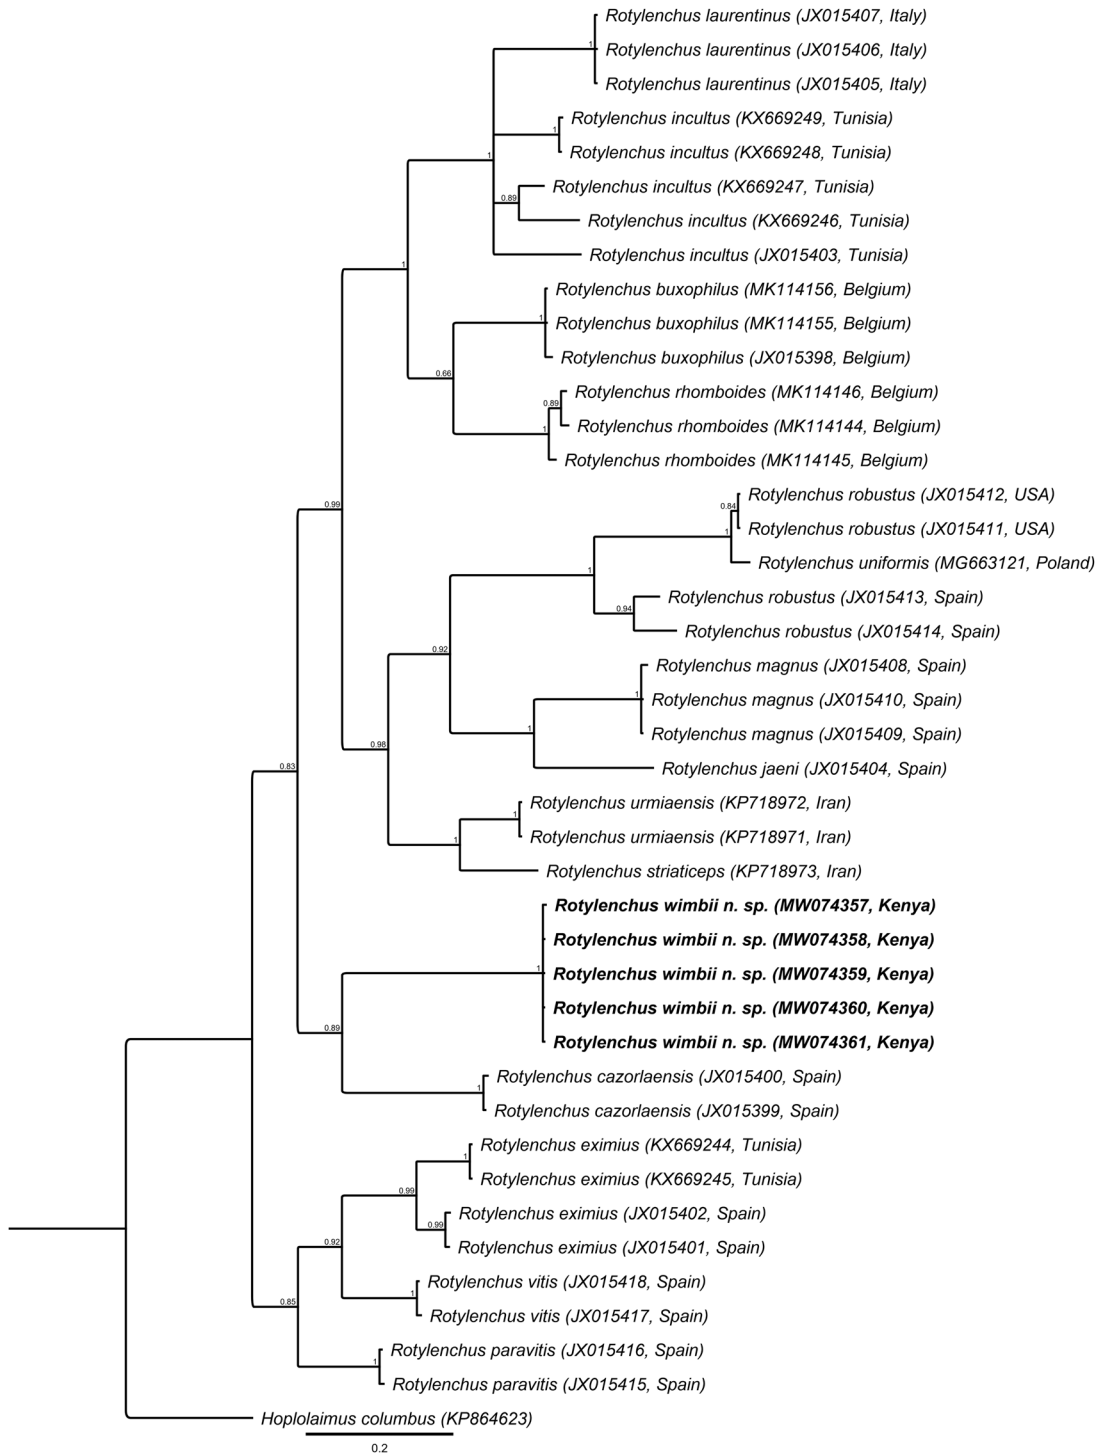 Rotylenchus laurentinus (JX015407, Italy)
1
Rotylenchus laurentinus (JX015406, Italy)
Rotylenchus laurentinus (JX015405, Italy)
Rotylenchus incultus (KX669249, Tunisia)
1
Rotylenchus incultus (KX669248, Tunisia)
1
Rotylenchus incultus (KX669247, Tunisia)
0.89
Rotylenchus incultus (KX669246, Tunisia)
Rotylenchus incultus (JX015403, Tunisia)
1
Rotylenchus buxophilus (MK114156, Belgium)
1
Rotylenchus buxophilus (MK114155, Belgium)
Rotylenchus buxophilus (JX015398, Belgium)
0.66
Rotylenchus rhomboides (MK114146, Belgium)
0.89
Rotylenchus rhomboides (MK114144, Belgium)
1
Rotylenchus rhomboides (MK114145, Belgium)
Rotylenchus robustus (JX015412, USA)
0.99
0.84
Rotylenchus robustus (JX015411, USA)
1
Rotylenchus uniformis (MG663121, Poland)
1
Rotylenchus robustus (JX015413, Spain)
0.94
Rotylenchus robustus (JX015414, Spain)
0.92
Rotylenchus magnus (JX015408, Spain)
1
Rotylenchus magnus (JX015410, Spain)
1
Rotylenchus magnus (JX015409, Spain)
0.98
0.83
Rotylenchus jaeni (JX015404, Spain)
Rotylenchus urmiaensis (KP718972, Iran)
1
Rotylenchus urmiaensis (KP718971, Iran)
1
Rotylenchus striaticeps (KP718973, Iran)
Rotylenchus wimbii n. sp. (MW074357, Kenya)
Rotylenchus wimbii n. sp. (MW074358, Kenya)
1
Rotylenchus wimbii n. sp. (MW074359, Kenya)
Rotylenchus wimbii n. sp. (MW074360, Kenya)
0.89
Rotylenchus wimbii n. sp. (MW074361, Kenya)
Rotylenchus cazorlaensis (JX015400, Spain)
1
Rotylenchus cazorlaensis (JX015399, Spain)
Rotylenchus eximius (KX669244, Tunisia)
1
Rotylenchus eximius (KX669245, Tunisia)
0.99
Rotylenchus eximius (JX015402, Spain)
0.99
Rotylenchus eximius (JX015401, Spain)
0.92
Rotylenchus vitis (JX015418, Spain)
1
Rotylenchus vitis (JX015417, Spain)
0.85
Rotylenchus paravitis (JX015416, Spain)
1
Rotylenchus paravitis (JX015415, Spain)
Hoplolaimus columbus (KP864623)
0.2